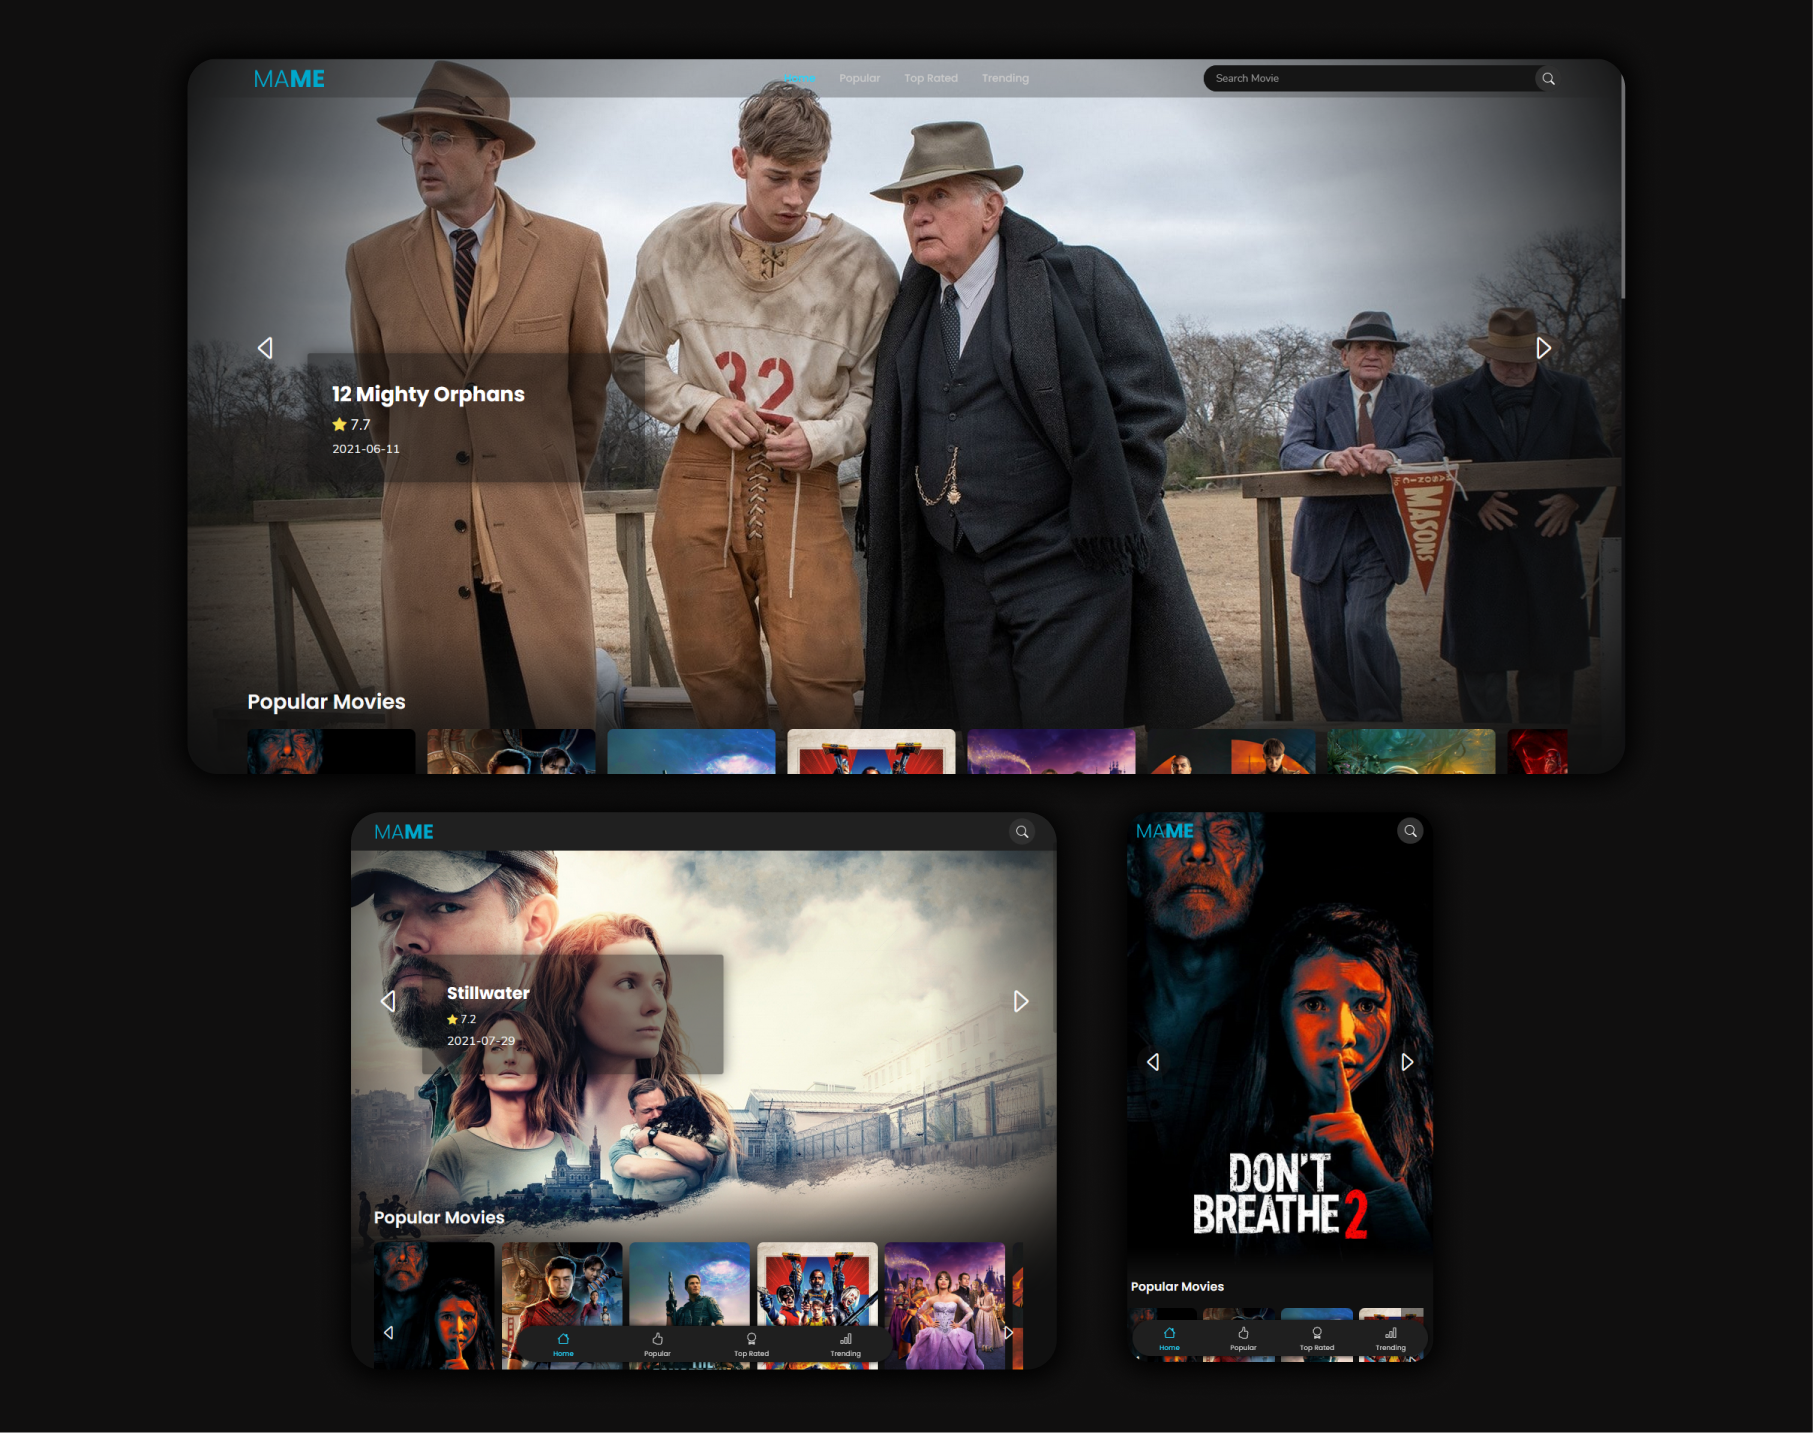 MAME
Home Popular Top Rated Trending
Search Movie
32
12 Mighty Orphans
7.7
2021-06-11
MASONIC
MASONS
Popular Movies
MAME
Stillwater
7.2
2021-07-29
Popular Movies
Home Popular Top Rated Trending
MAME
DON'T
BREATHE 2
Popular Movies
Home Popular Top Rated Trending